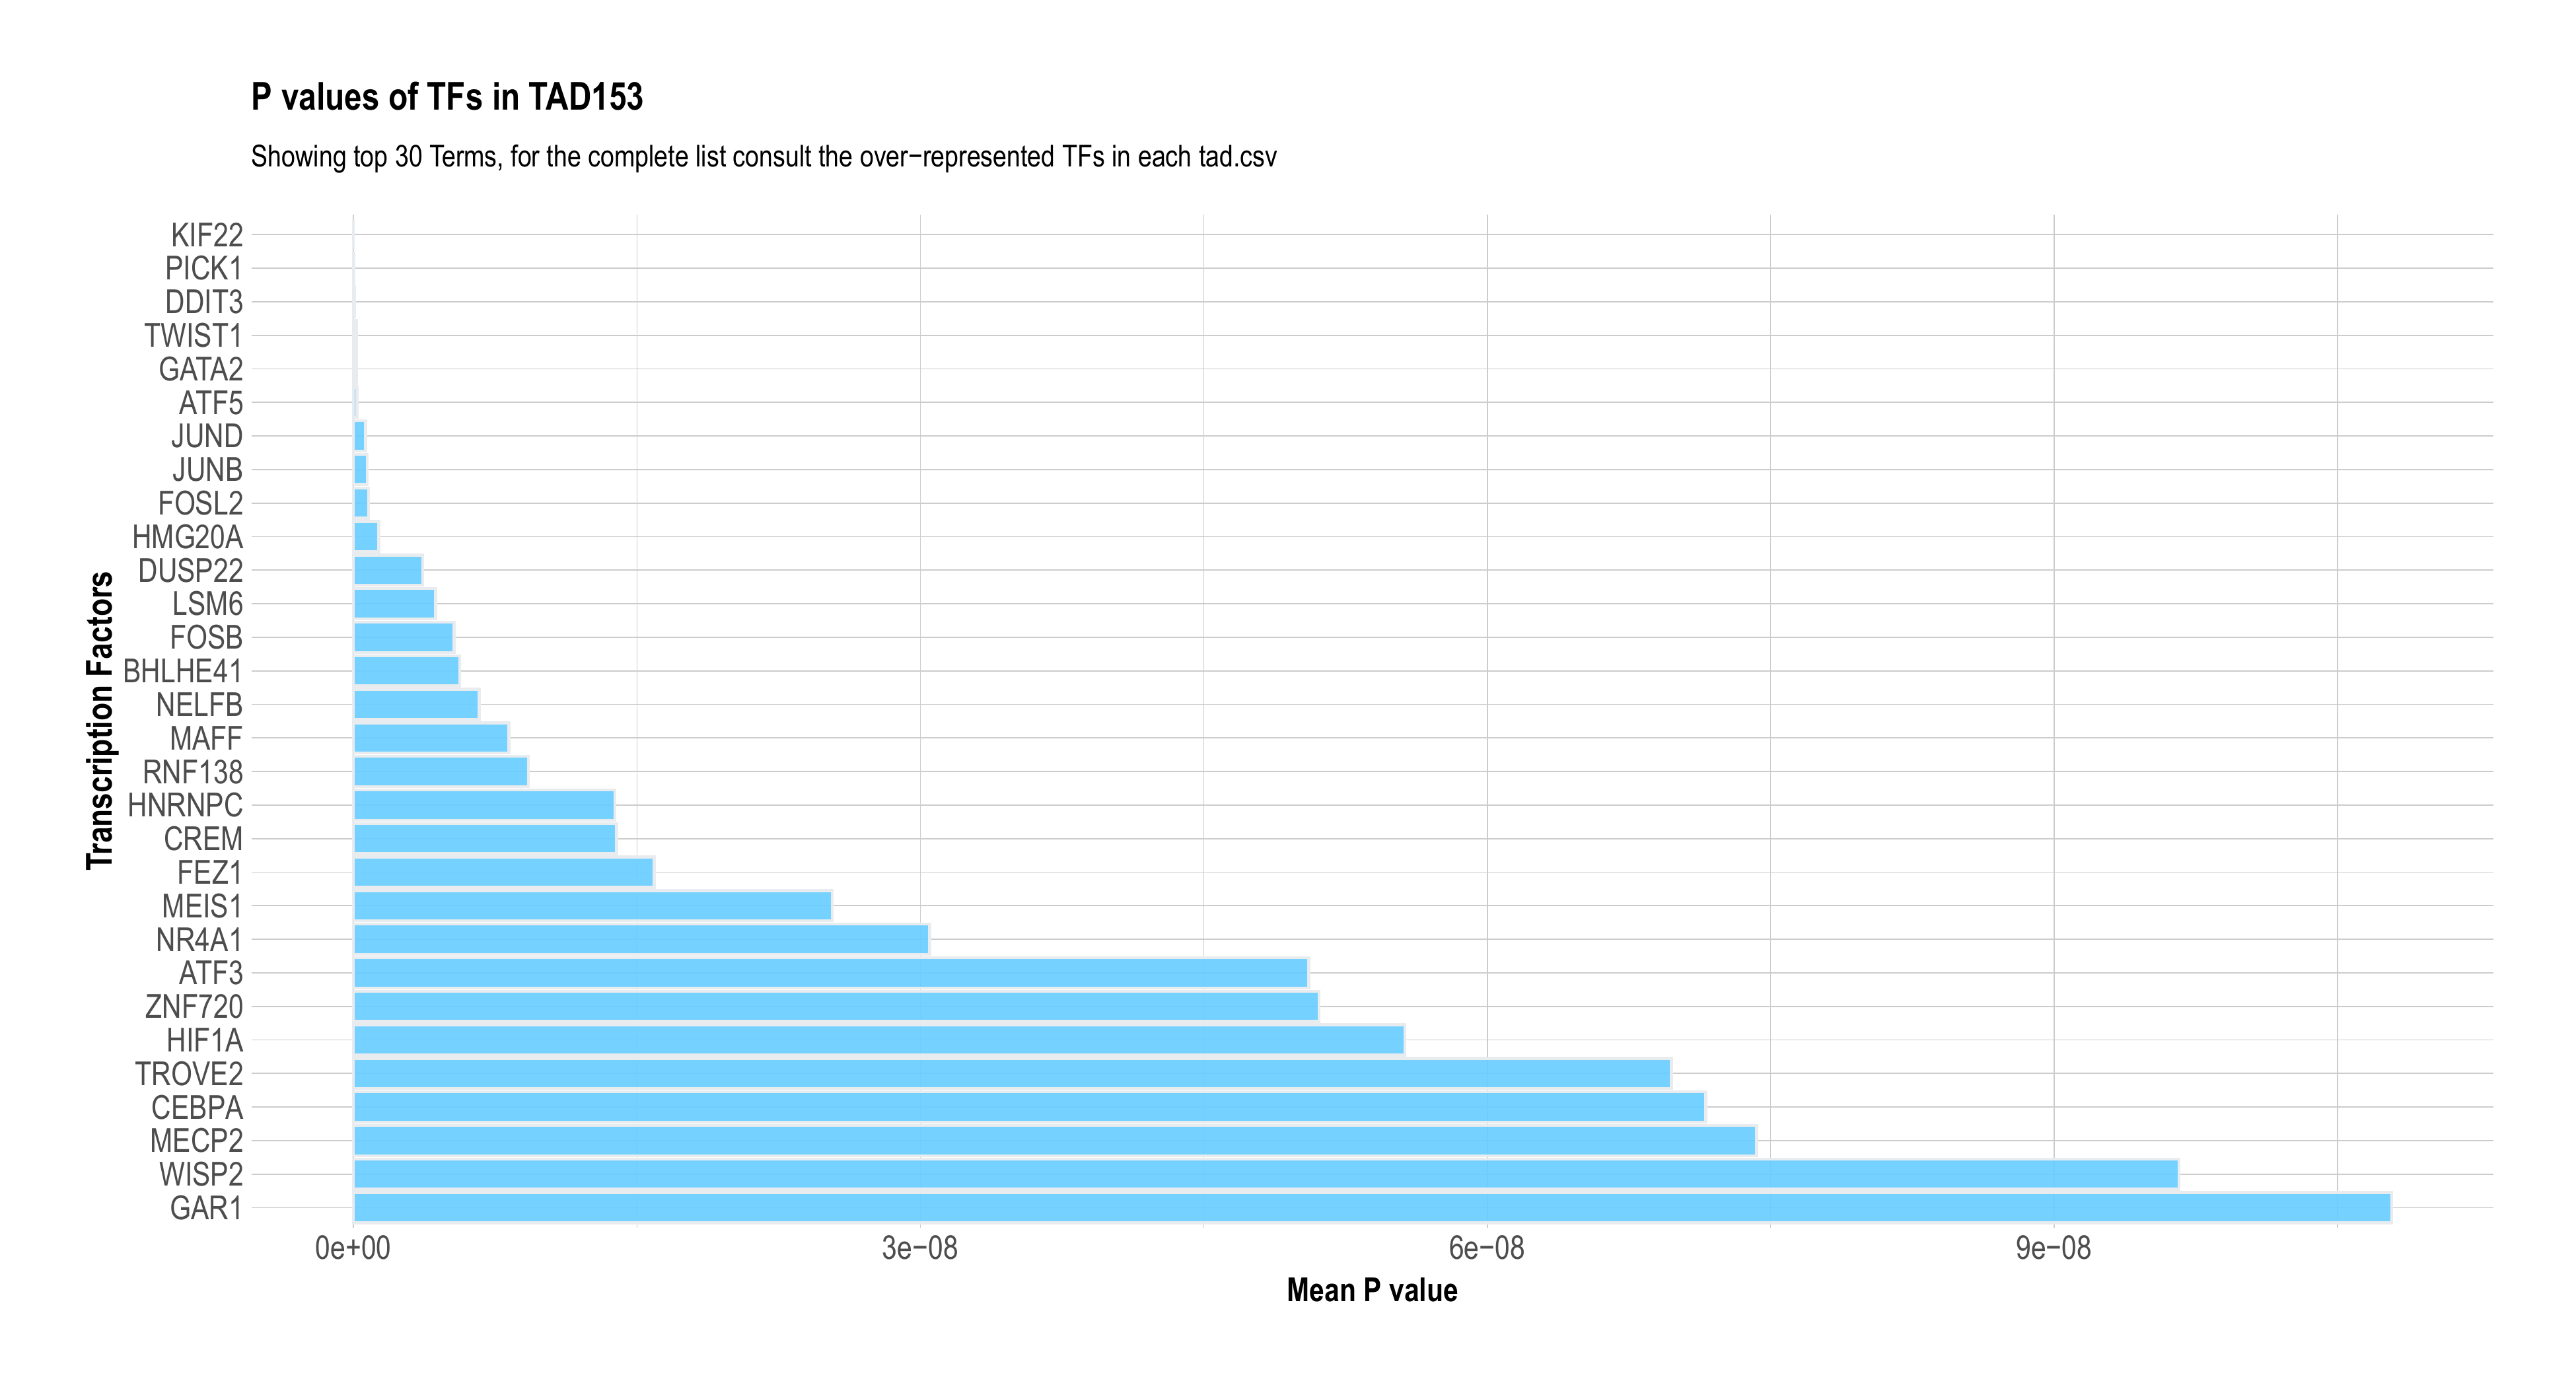 P values of TFs in TAD153
Showing top 30 Terms, for the complete list consult the over−represented TFs in each tad.csv
Transcription Factors
KIF22
PICK1
DDIT3
TWIST1
GATA2
ATF5
JUND
JUNB
FOSL2
HMG20A
DUSP22
LSM6
FOSB
BHLHE41
NELFB
MAFF
RNF138
HNRNPC
CREM
FEZ1
MEIS1
NR4A1
ATF3
ZNF720
HIF1A
TROVE2
CEBPA
MECP2
WISP2
GAR1
0e+00 3e−08 6e−08 9e−08
Mean P value